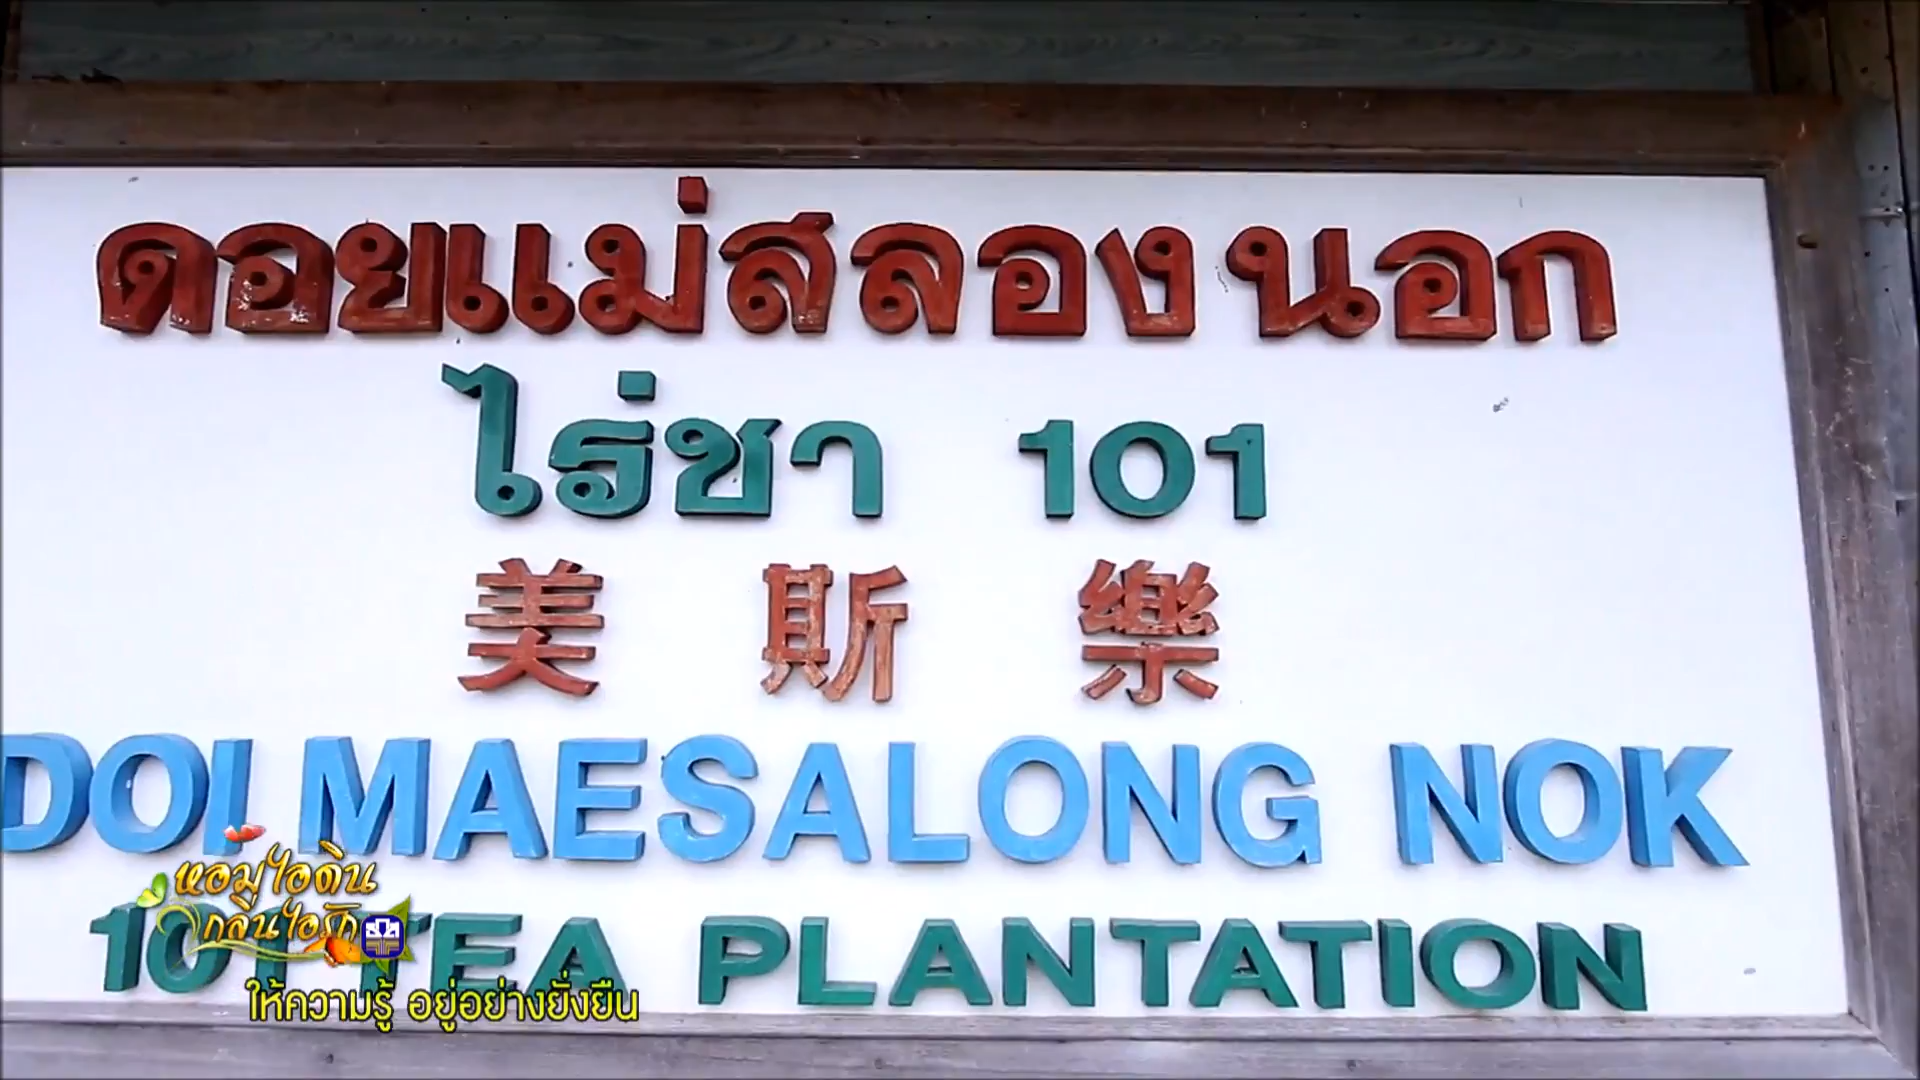 ดอยแม่สลองนอก
ไร่ชา 101
美斯樂
DOI MAESALONG NOK
101 TEA PLANTATION
หอมไอดิน
กลิ่นไอรัก
ให้ความรู้ อยู่อย่างยั่งยืน